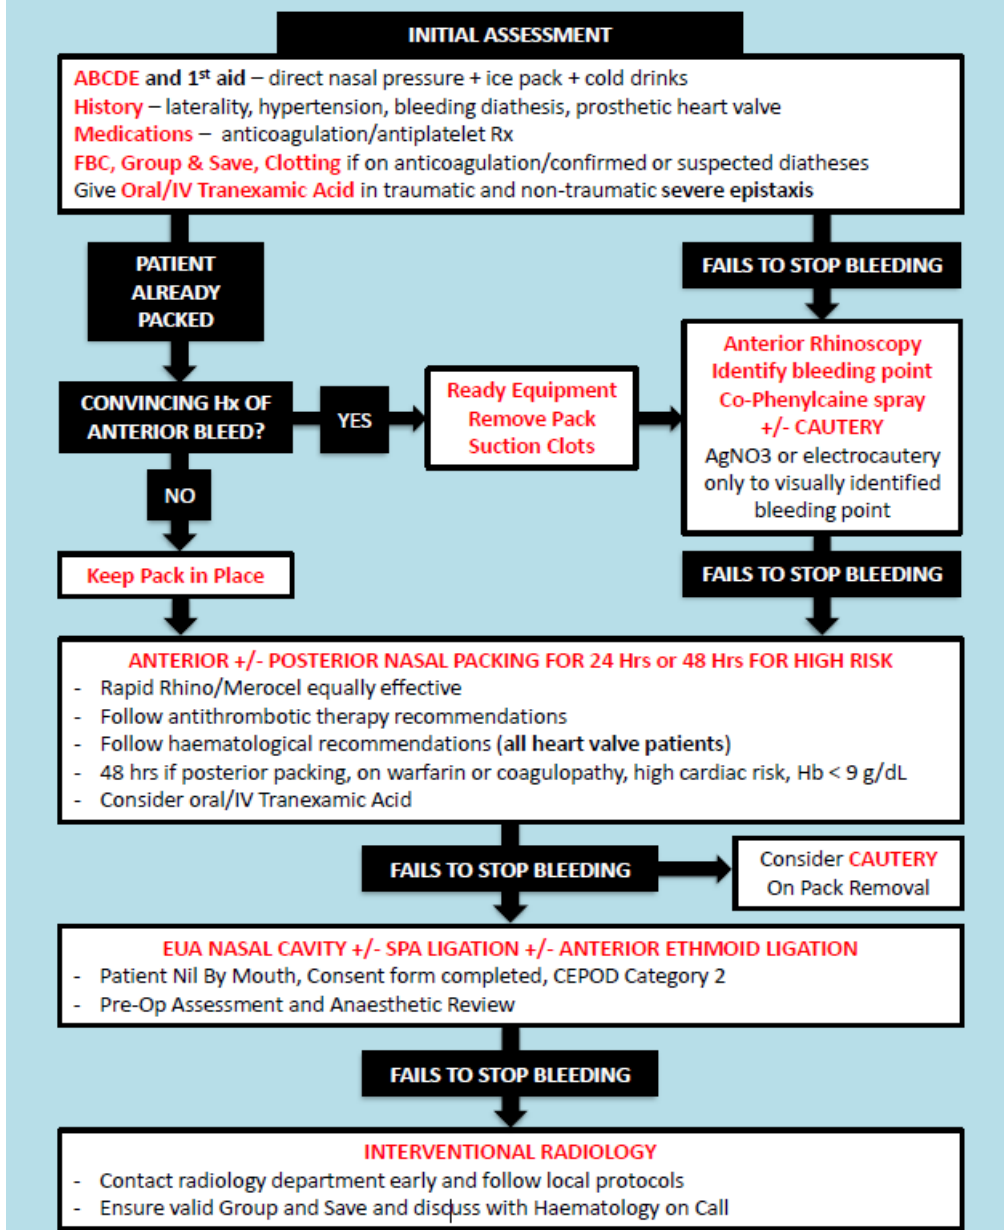 INITIAL ASSESSMENT
ABCDE and 1st aid – direct nasal pressure + ice pack + cold drinks
History – laterality, hypertension, bleeding diathesis, prosthetic heart valve
Medications – anticoagulation/antiplatelet Rx
FBC, Group & Save, Clotting if on anticoagulation/confirmed or suspected diatheses
Give Oral/IV Tranexamic Acid in traumatic and non-traumatic severe epistaxis
PATIENT
ALREADY
PACKED
FAILS TO STOP BLEEDING
CONVINCING Hx OF
ANTERIOR BLEED?
YES
Ready Equipment
Remove Pack
Suction Clots
Anterior Rhinoscopy
Identify bleeding point
Co-Phenylcaine spray
+/- CAUTERY
AgNO3 or electrocautery
only to visually identified
bleeding point
NO
Keep Pack in Place
FAILS TO STOP BLEEDING
ANTERIOR +/- POSTERIOR NASAL PACKING FOR 24 Hrs or 48 Hrs FOR HIGH RISK
- Rapid Rhino/Merocel equally effective
- Follow antithrombotic therapy recommendations
- Follow haematological recommendations (all heart valve patients)
- 48 hrs if posterior packing, on warfarin or coagulopathy, high cardiac risk, Hb < 9 g/dL
- Consider oral/IV Tranexamic Acid
FAILS TO STOP BLEEDING
Consider CAUTERY
On Pack Removal
EUA NASAL CAVITY +/- SPA LIGATION +/- ANTERIOR ETHMOID LIGATION
- Patient Nil By Mouth, Consent form completed, CEPOD Category 2
- Pre-Op Assessment and Anaesthetic Review
FAILS TO STOP BLEEDING
INTERVENTIONAL RADIOLOGY
- Contact radiology department early and follow local protocols
- Ensure valid Group and Save and discuss with Haematology on Call